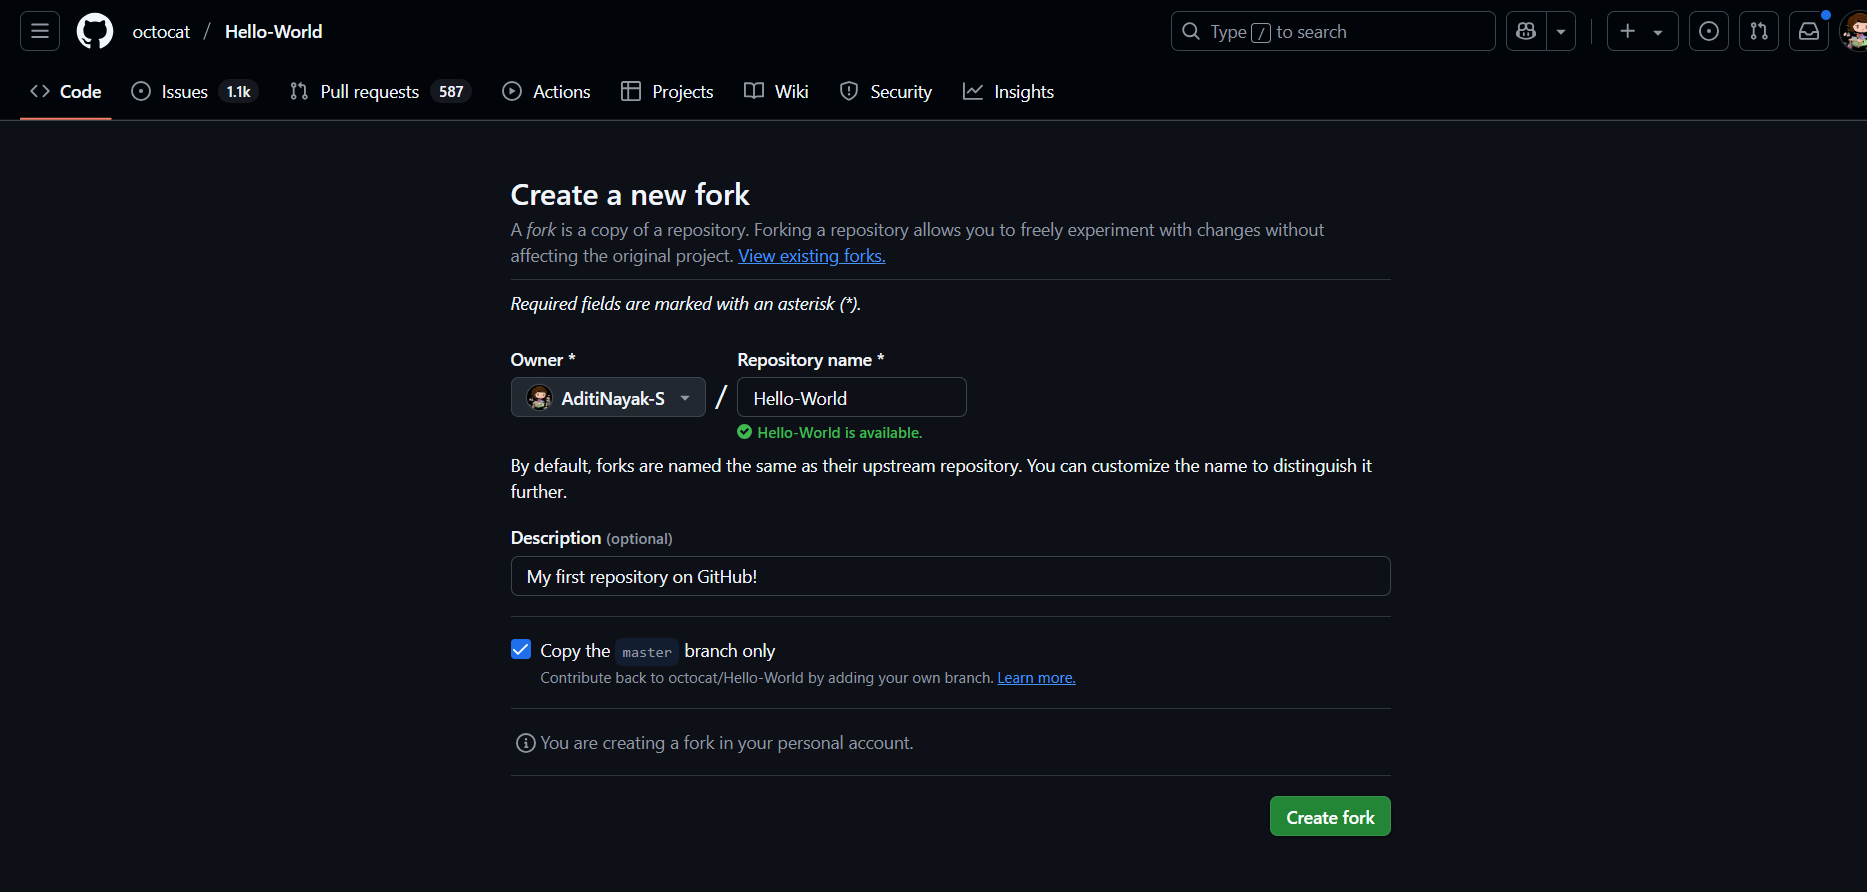 octocat / Hello-World
Type / to search
Code
Issues 1.1k
Pull requests 587
Actions
Projects
Wiki
Security
Insights
Create a new fork
A fork is a copy of a repository. Forking a repository allows you to freely experiment with changes without
affecting the original project. View existing forks.
Required fields are marked with an asterisk (*).
Owner *
Repository name *
AditiNayak-S / Hello-World
Hello-World is available.
By default, forks are named the same as their upstream repository. You can customize the name to distinguish it
further.
Description (optional)
My first repository on GitHub!
Copy the master branch only
Contribute back to octocat/Hello-World by adding your own branch. Learn more.
You are creating a fork in your personal account.
Create fork